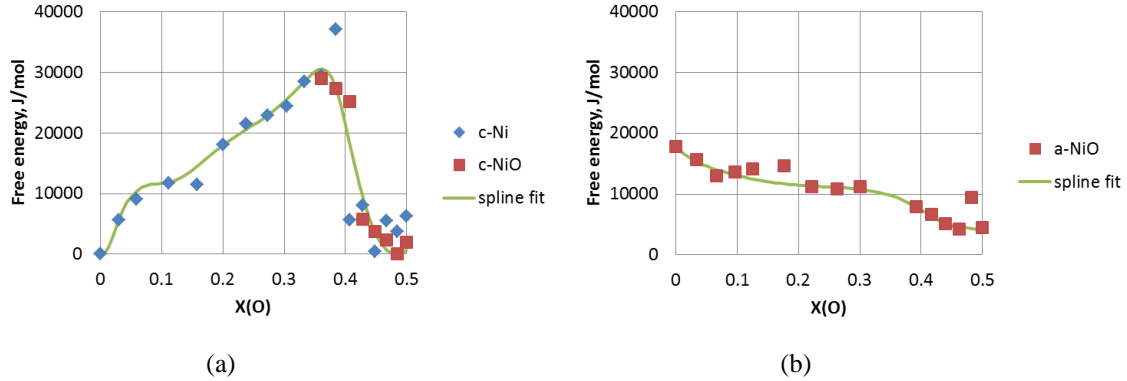 40000
30000
20000
10000
0
0 0.1 0.2 0.3 0.4 0.5
Free energy, J/mol
X(O)
c-Ni
c-NiO
spline fit
(a)
40000
30000
20000
10000
0
0 0.1 0.2 0.3 0.4 0.5
Free energy, J/mol
X(O)
a-NiO
spline fit
(b)